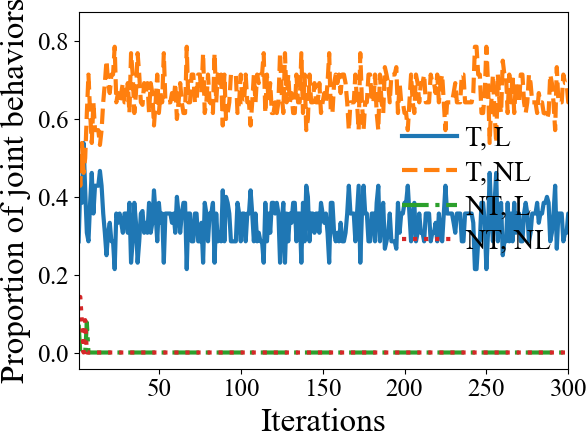 Proportion of joint behaviors
0.8
0.6
0.4
0.2
0.0
T, L
T, NL
NT, L
NT, NL
50 100 150 200 250 300
Iterations